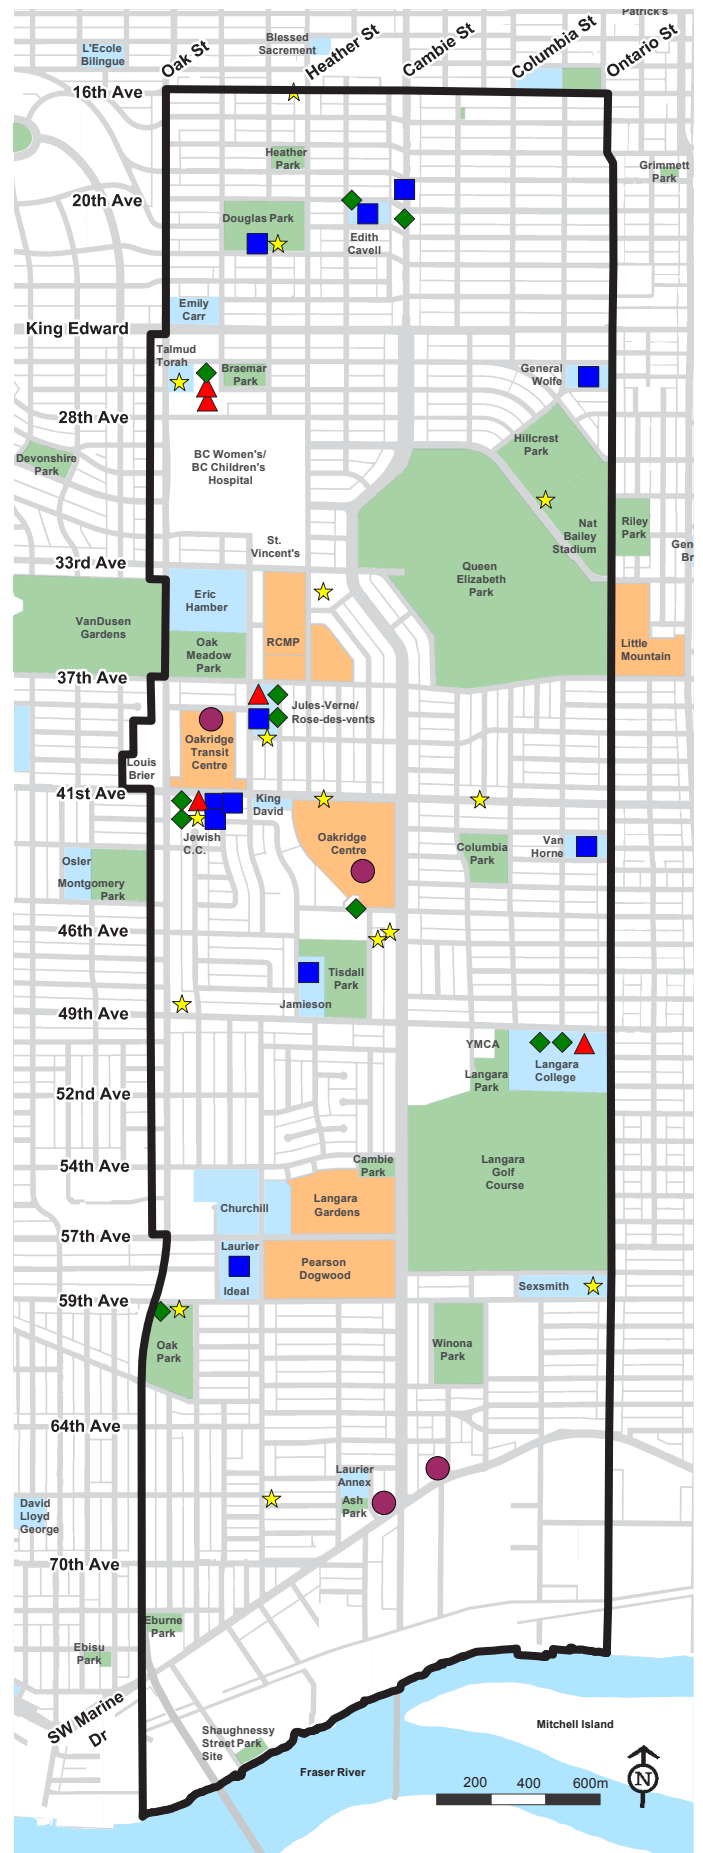 Patrick's
Blessed
Sacrement
L'Ecole
Bilingue
Oak St
Heather St
Cambie St
Columbia St
Ontario St
16th Ave
Heather
Park
Grimmett
Park
20th Ave
Douglas Park
Edith
Cavell
Emily
Carr
King Edward
Talmud
Torah
Braemar
Park
General
Wolfe
28th Ave
Hillcrest
Park
Devonshire
Park
BC Women's/
BC Children's
Hospital
Nat
Bailey
Stadium
Riley
Park
St.
Vincent's
Gen
Br
33rd Ave
Queen
Elizabeth
Park
Eric
Hamber
VanDusen
Gardens
Oak
Meadow
Park
RCMP
Little
Mountain
37th Ave
Jules-Verne/
Rose-des-vents
Oakridge
Transit
Centre
Louis
Brier
41st Ave
King
David
Jewish
C.C.
Oakridge
Centre
Columbia
Park
Van
Horne
Osler
Montgomery
Park
46th Ave
Tisdall
Park
Jamieson
49th Ave
YMCA
Langara
Park
Langara
College
52nd Ave
54th Ave
Cambie
Park
Langara
Golf
Course
Churchill
Langara
Gardens
57th Ave
Laurier
Ideal
Pearson
Dogwood
Sexsmith
59th Ave
Oak
Park
Winona
Park
64th Ave
Laurier
Annex
Ash
Park
David
Lloyd
George
70th Ave
Eburne
Park
Ebisu
Park
SW Marine
Dr
Shaughnessy
Street Park
Site
Mitchell Island
Fraser River
200 400 600m
N